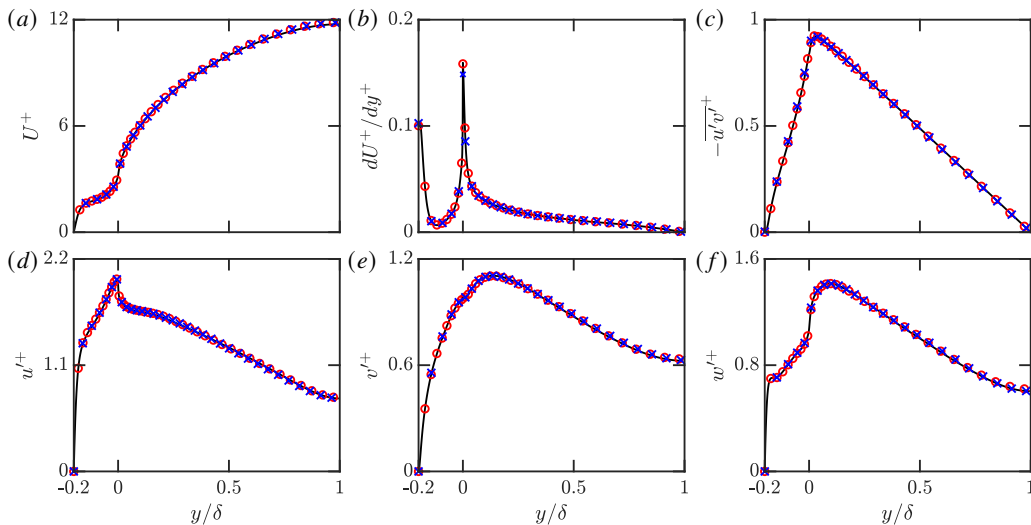 (a)
12
6
0
U⁺
(b)
0.2
0.1
0
dU⁺/dy⁺
(c)
1
0.5
0
-u′v′⁺
(d)
2.2
1.1
0
u′⁺
-0.2 0 0.5 1
y/δ
(e)
1.2
0.6
0
v′⁺
-0.2 0 0.5 1
y/δ
(f)
1.6
0.8
0
w′⁺
-0.2 0 0.5 1
y/δ